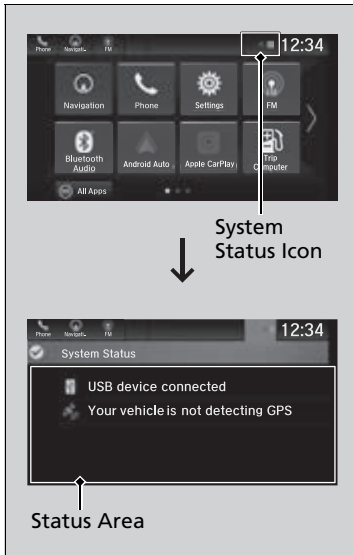 Phone Navigati.. FM 12:34
Navigation Phone Settings FM
Bluetooth Audio Android Auto Apple CarPlay Trip Computer
All Apps
System
Status Icon
Phone Navigati.. FM 12:34
System Status
USB device connected
Your vehicle is not detecting GPS
Status Area